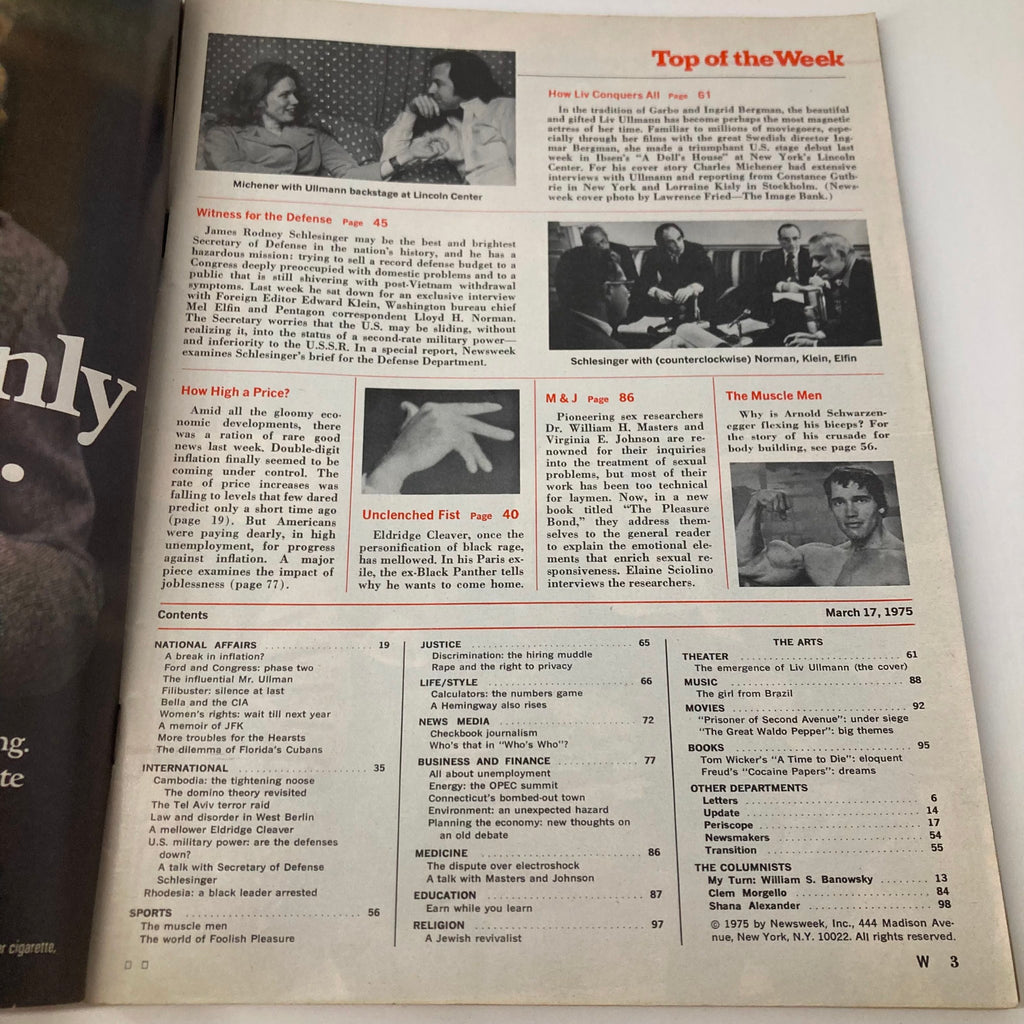 nly
.
ng.
te
r cigarette.
Top of the Week
Michener with Ullmann backstage at Lincoln Center
How Liv Conquers All Page 61
In the tradition of Garbo and Ingrid Bergman, the beautiful
and gifted Liv Ullmann has become perhaps the most magnetic
actress of her time. Familiar to millions of moviegoers, espe-
cially through her films with the great Swedish director Ing-
mar Bergman, she made a triumphant U.S. stage debut last
week in Ibsen's "A Doll's House" at New York's Lincoln
Center. For his cover story Charles Michener had extensive
interviews with Ullmann and reporting from Constance Guth-
rie in New York and Lorraine Kisly in Stockholm. (News-
week cover photo by Lawrence Fried—The Image Bank.)
Witness for the Defense Page 45
James Rodney Schlesinger may be the best and brightest
Secretary of Defense in the nation's history, and he has a
hazardous mission: trying to sell a record defense budget to a
Congress deeply preoccupied with domestic problems and to a
public that is still shivering with post-Vietnam withdrawal
symptoms. Last week he sat down for an exclusive interview
with Foreign Editor Edward Klein, Washington bureau chief
Mel Elfin and Pentagon correspondent Lloyd H. Norman.
The Secretary worries that the U.S. may be sliding, without
realizing it, into the status of a second-rate military power—
and inferiority to the U.S.S.R. In a special report, Newsweek
examines Schlesinger's brief for the Defense Department.
Schlesinger with (counterclockwise) Norman, Klein, Elfin
How High a Price?
Amid all the gloomy eco-
nomic developments, there
was a ration of rare good
news last week. Double-digit
inflation finally seemed to be
coming under control. The
rate of price increases was
falling to levels that few dared
predict only a short time ago
(page 19). But Americans
were paying dearly, in high
unemployment, for progress
against inflation. A major
piece examines the impact of
joblessness (page 77).
Unclenched Fist Page 40
Eldridge Cleaver, once the
personification of black rage,
has mellowed. In his Paris ex-
ile, the ex-Black Panther tells
why he wants to come home.
M & J Page 86
Pioneering sex researchers
Dr. William H. Masters and
Virginia E. Johnson are re-
nowned for their inquiries
into the treatment of sexual
problems, but most of their
work has been too technical
for laymen. Now, in a new
book titled "The Pleasure
Bond," they address them-
selves to the general reader
to explain the emotional ele-
ments that enrich sexual re-
sponsiveness. Elaine Sciolino
interviews the researchers.
The Muscle Men
Why is Arnold Schwarzen-
egger flexing his biceps? For
the story of his crusade for
body building, see page 56.
Contents
March 17, 1975
NATIONAL AFFAIRS 19
A break in inflation?
Ford and Congress: phase two
The influential Mr. Ullman
Filibuster: silence at last
Bella and the CIA
Women's rights: wait till next year
A memoir of JFK
More troubles for the Hearsts
The dilemma of Florida's Cubans
INTERNATIONAL 35
Cambodia: the tightening noose
The domino theory revisited
The Tel Aviv terror raid
Law and disorder in West Berlin
A mellower Eldridge Cleaver
U.S. military power: are the defenses
down?
A talk with Secretary of Defense
Schlesinger
Rhodesia: a black leader arrested
SPORTS 56
The muscle men
The world of Foolish Pleasure
JUSTICE 65
Discrimination: the hiring muddle
Rape and the right to privacy
LIFE/STYLE 66
Calculators: the numbers game
A Hemingway also rises
NEWS MEDIA 72
Checkbook journalism
Who's that in "Who's Who"?
BUSINESS AND FINANCE 77
All about unemployment
Energy: the OPEC summit
Connecticut's bombed-out town
Environment: an unexpected hazard
Planning the economy: new thoughts on
an old debate
MEDICINE 86
The dispute over electroshock
A talk with Masters and Johnson
EDUCATION 87
Earn while you learn
RELIGION 97
A Jewish revivalist
THE ARTS
THEATER 61
The emergence of Liv Ullmann (the cover)
MUSIC 88
The girl from Brazil
MOVIES 92
"Prisoner of Second Avenue": under siege
"The Great Waldo Pepper": big themes
BOOKS 95
Tom Wicker's "A Time to Die": eloquent
Freud's "Cocaine Papers": dreams
OTHER DEPARTMENTS
Letters 6
Update 14
Periscope 17
Newsmakers 54
Transition 55
THE COLUMNISTS
My Turn: William S. Banowsky 13
Clem Morgello 84
Shana Alexander 98
© 1975 by Newsweek, Inc., 444 Madison Ave-
nue, New York, N.Y. 10022. All rights reserved.
W 3